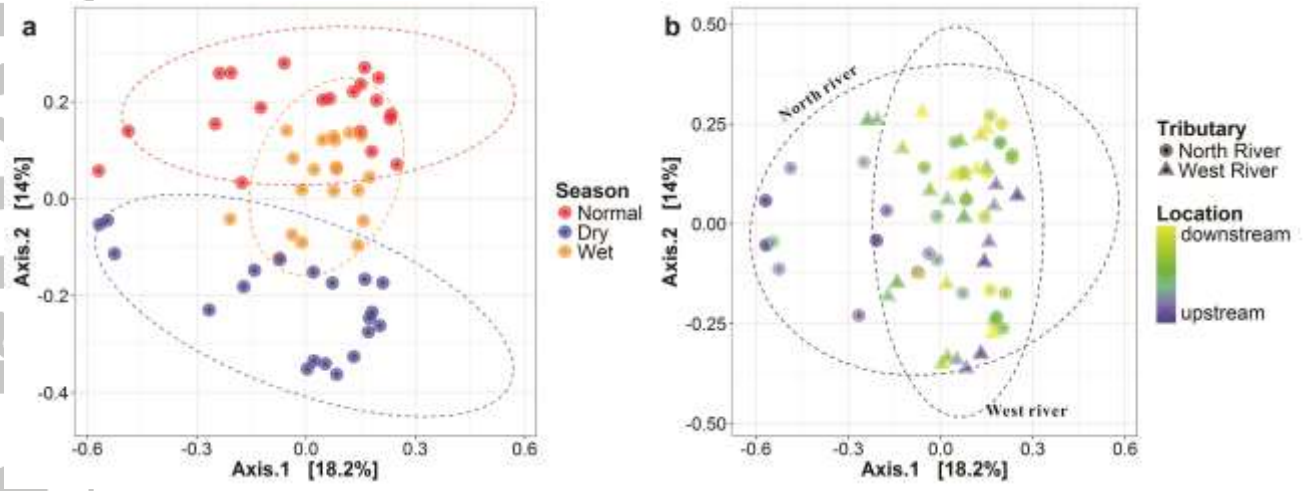 a
0.2
0.0
-0.2
-0.4
Axis.2 [14%]
-0.6
-0.3
0.0
0.3
0.6
Axis.1 [18.2%]
Season
Normal
Dry
Wet
b
0.50
0.25
0.00
-0.25
-0.50
Axis.2 [14%]
North river
West river
-0.6
-0.3
0.0
0.3
0.6
Axis.1 [18.2%]
Tributary
North River
West River
Location
downstream
upstream